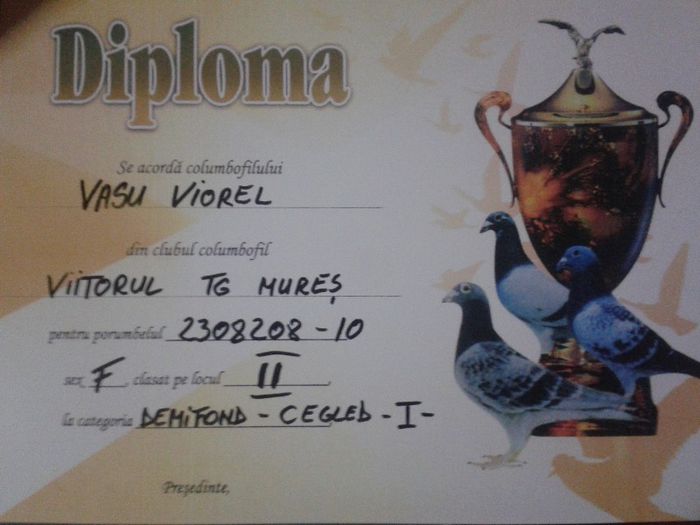 Diploma
Se acordă columbofilului
VASU VIOREL
din clubul columbofil
VIITORUL TG MUREȘ
pentru porumbelul 2308208-10
sex F, clasat pe locul II
la categoria DEMIFOND - CEGLED - I -
Președinte,